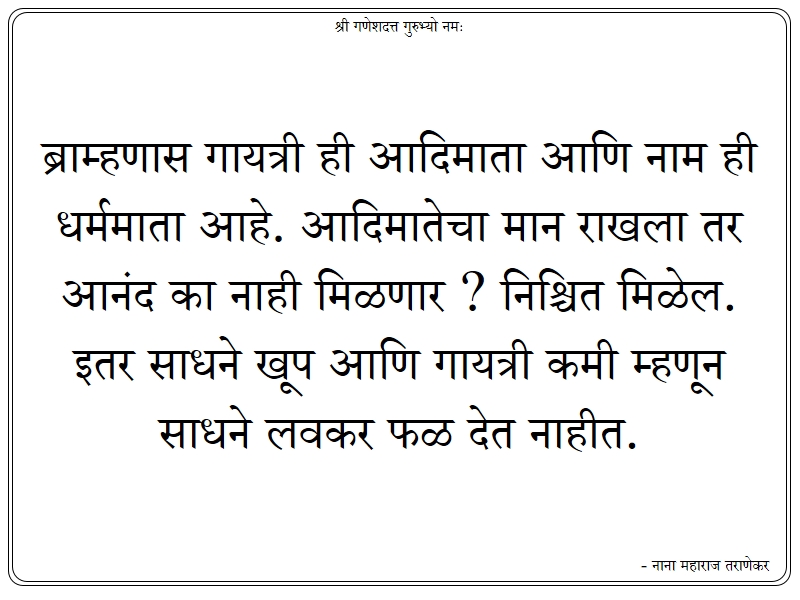 श्री गणेशदत्त गुरुभ्यो नमः
ब्राम्हणास गायत्री ही आदिमाता आणि नाम ही
धर्ममाता आहे. आदिमातेचा मान राखला तर
आनंद का नाही मिळणार ? निश्चित मिळेल.
इतर साधने खूप आणि गायत्री कमी म्हणून
साधने लवकर फळ देत नाहीत.
- नाना महाराज तराणेकर